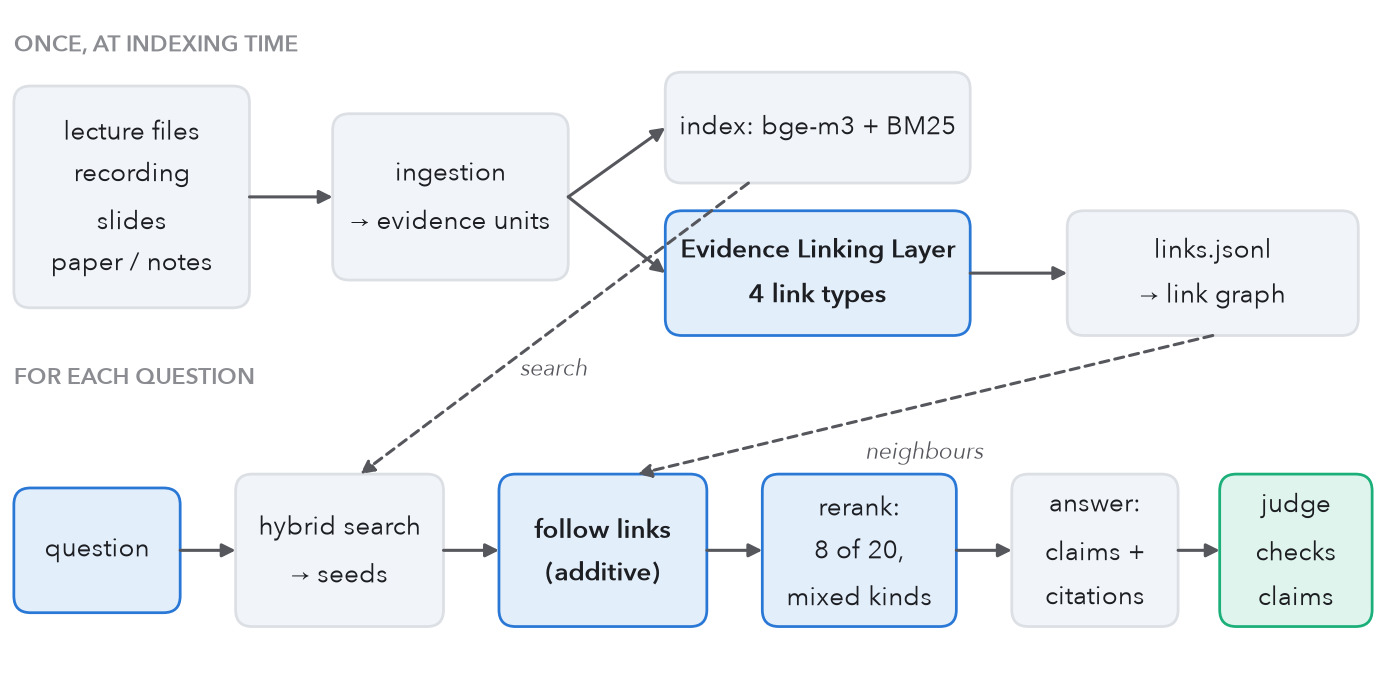 ONCE, AT INDEXING TIME
lecture files
recording
slides
paper / notes
ingestion
→ evidence units
index: bge-m3 + BM25
Evidence Linking Layer
4 link types
links.jsonl
→ link graph
search
FOR EACH QUESTION
neighbours
question
hybrid search
→ seeds
follow links
(additive)
rerank:
8 of 20,
mixed kinds
answer:
claims +
citations
judge
checks
claims